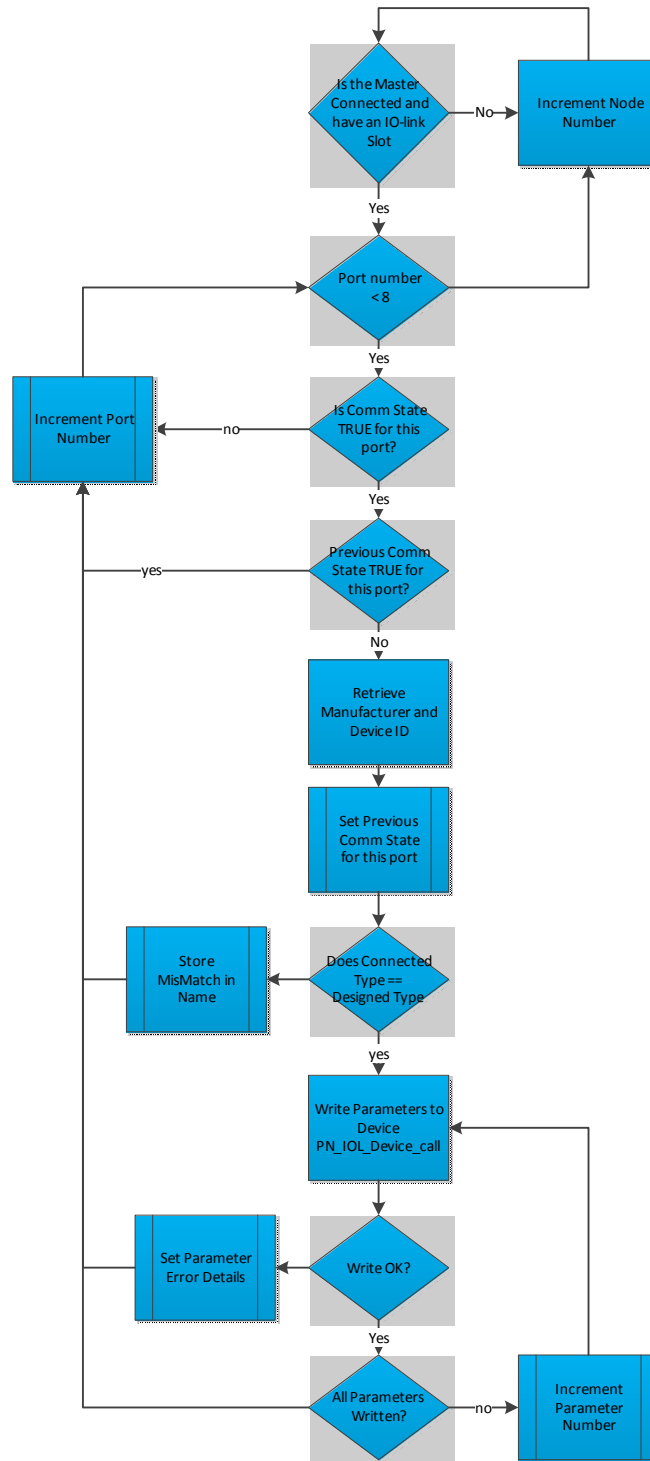 Is the Master
Connected and
have an IO-link
Slot
No
Increment Node
Number
Yes
Port number
< 8
Yes
Increment Port
Number
no
Is Comm State
TRUE for this
port?
Yes
yes
Previous Comm
State TRUE for
this port?
No
Retrieve
Manufacturer and
Device ID
Set Previous
Comm State
for this port
Store
MisMatch in
Name
Does Connected
Type ==
Designed Type
yes
Write Parameters to
Device
PN_IOL_Device_call
Set Parameter
Error Details
Write OK?
Yes
All Parameters
Written?
no
Increment
Parameter
Number